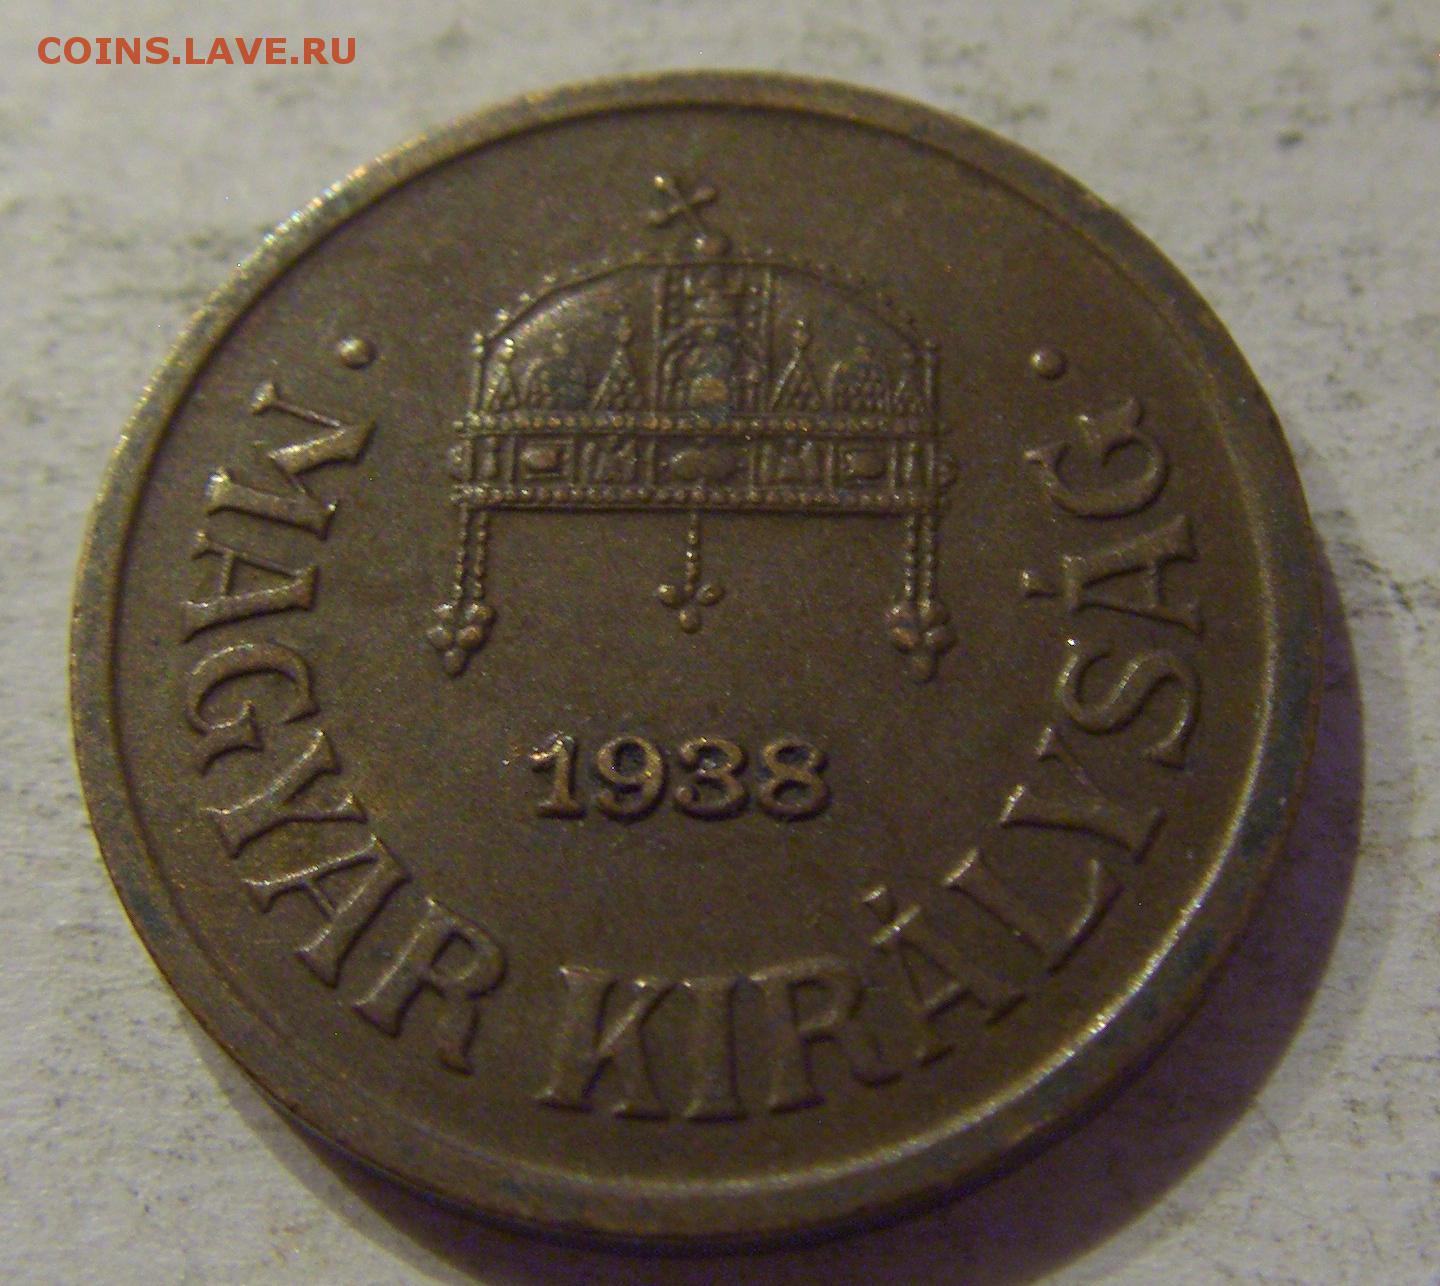 COINS.LAVE.RU
· MAGYAR KIRÁLYSÁG ·
1938